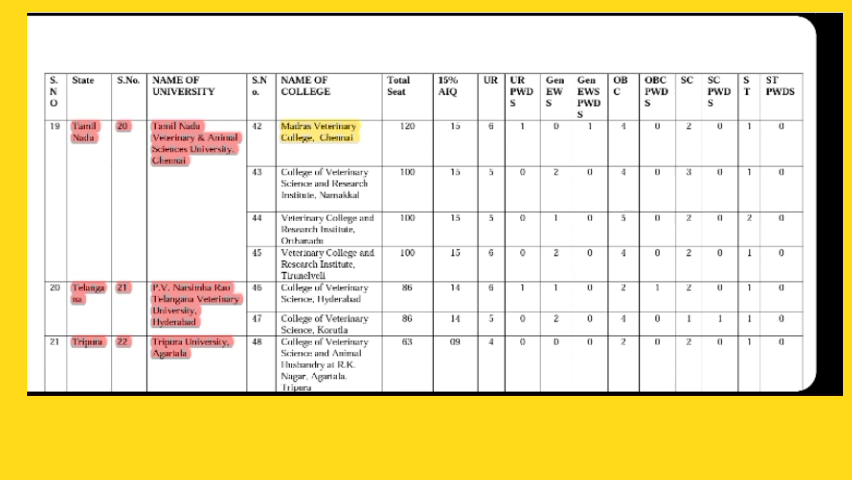 S. N O State S.No. NAME OF UNIVERSITY S.N o. NAME OF COLLEGE Total Seat 15% AIQ UR UR PWD S Gen EW S Gen EWS PWD S OB C OBC PWD S SC SC PWD S S T ST PWDS
19 Tamil Nadu 20 Tamil Nadu Veterinary & Animal Sciences University, Chennai 42 Madras Veterinary College, Chennai 120 15 6 1 0 1 4 0 2 0 1 0
43 College of Veterinary Science and Research Institute, Namakkal 100 15 5 0 2 0 4 0 3 0 1 0
44 Veterinary College and Research Institute, Orthanadu 100 15 5 0 1 0 5 0 2 0 2 0
45 Veterinary College and Research Institute, Tirunelveli 100 15 6 0 2 0 4 0 2 0 1 0
20 Telanga na 21 P.V. Narsimha Rao Telangana Veterinary University, Hyderabad 46 College of Veterinary Science, Hyderabad 86 14 6 1 1 0 2 1 2 0 1 0
47 College of Veterinary Science, Korutla 86 14 5 0 2 0 4 0 1 1 1 0
21 Tripura 22 Tripura University, Agartala 48 College of Veterinary Science and Animal Husbandry at R.K. Nagar, Agartala, Tripura 63 09 4 0 0 0 2 0 2 0 1 0